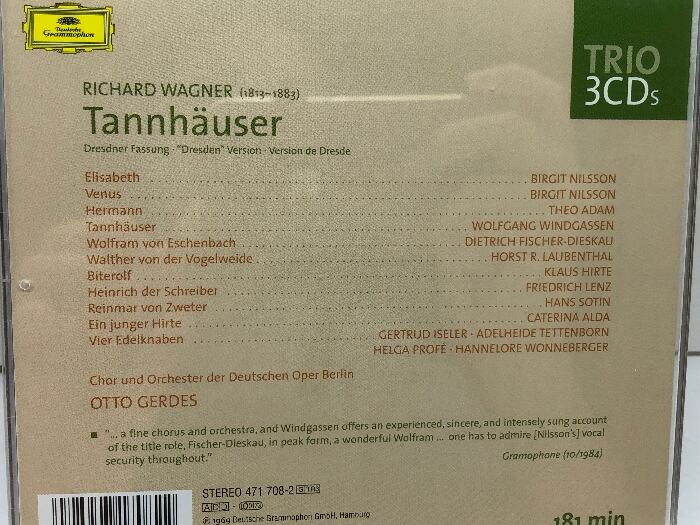 Deutsche
Grammophon
TRIO
3CDs
RICHARD WAGNER (1813–1883)
Tannhäuser
Dresdner Fassung · "Dresden" Version · Version de Dresde
Elisabeth ........ BIRGIT NILSSON
Venus ........ BIRGIT NILSSON
Hermann ........ THEO ADAM
Tannhäuser ........ WOLFGANG WINDGASSEN
Wolfram von Eschenbach ........ DIETRICH FISCHER-DIESKAU
Walther von der Vogelweide ........ HORST R. LAUBENTHAL
Biterolf ........ KLAUS HIRTE
Heinrich der Schreiber ........ FRIEDRICH LENZ
Reinmar von Zweter ........ HANS SOTIN
Ein junger Hirte ........ CATERINA ALDA
Vier Edelknaben ........ GERTRUD ISELER · ADELHEIDE TETTENBORN
HELGA PROFÉ · HANNELORE WONNEBERGER
Chor und Orchester der Deutschen Oper Berlin
OTTO GERDES
"... a fine chorus and orchestra, and Windgassen offers an experienced, sincere, and intensely sung account
of the title role, Fischer-Dieskau, in peak form, a wonderful Wolfram ... one has to admire [Nilsson's] vocal
security throughout."
Gramophone (10/1984)
STEREO 471 708-2
ADD
℗ 1969 Deutsche Grammophon GmbH, Hamburg
181 min